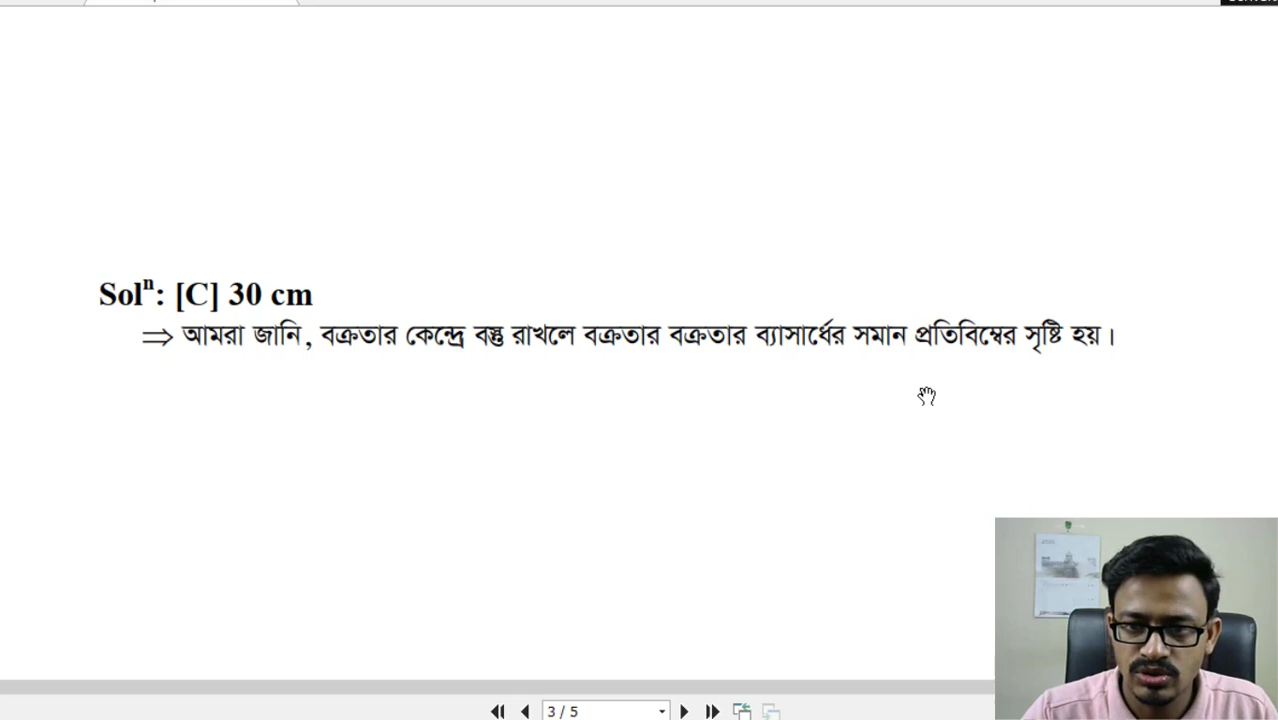 Solⁿ: [C] 30 cm
⇒ আমরা জানি, বক্রতার কেন্দ্রে বস্তু রাখলে বক্রতার বক্রতার ব্যাসার্ধের সমান প্রতিবিম্বের সৃষ্টি হয়।
3 / 5